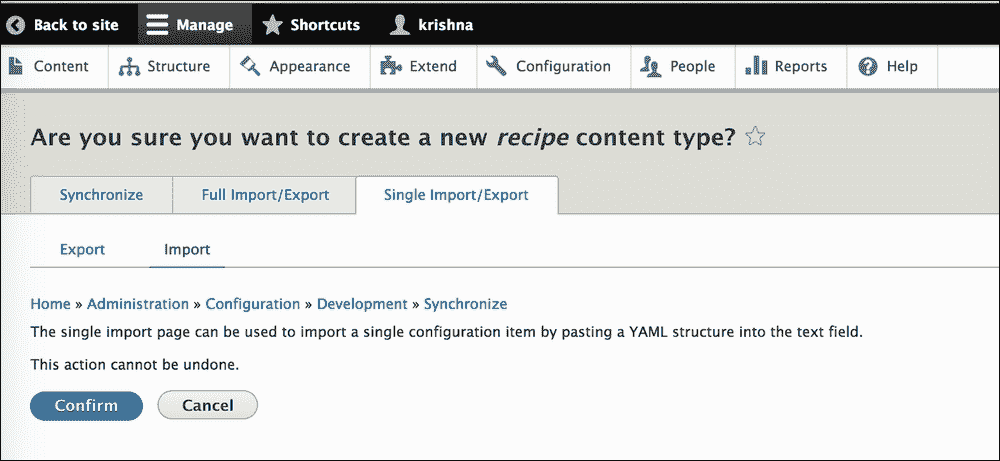 Back to site Manage Shortcuts krishna
Content Structure Appearance Extend Configuration People Reports Help
Are you sure you want to create a new recipe content type?
Synchronize Full Import/Export Single Import/Export
Export Import
Home » Administration » Configuration » Development » Synchronize
The single import page can be used to import a single configuration item by pasting a YAML structure into the text field.
This action cannot be undone.
Confirm Cancel